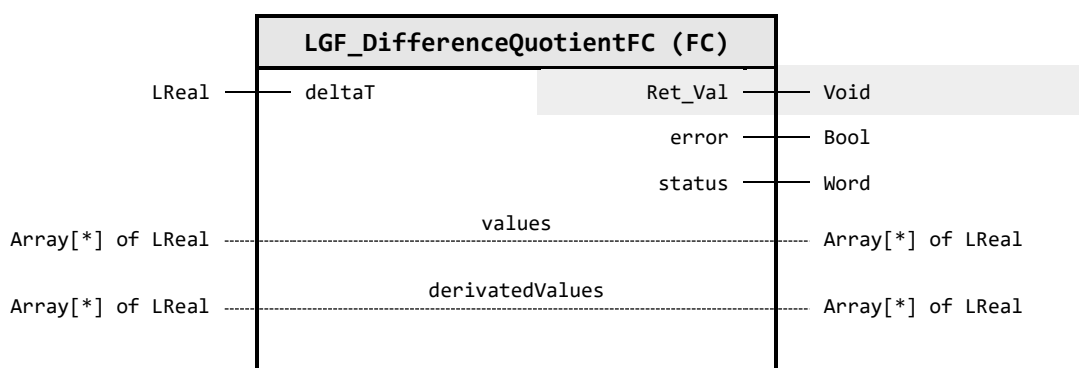 LGF_DifferenceQuotientFC (FC)
LReal deltaT Ret_Val Void
error Bool
status Word
values
Array[*] of LReal Array[*] of LReal
derivatedValues
Array[*] of LReal Array[*] of LReal